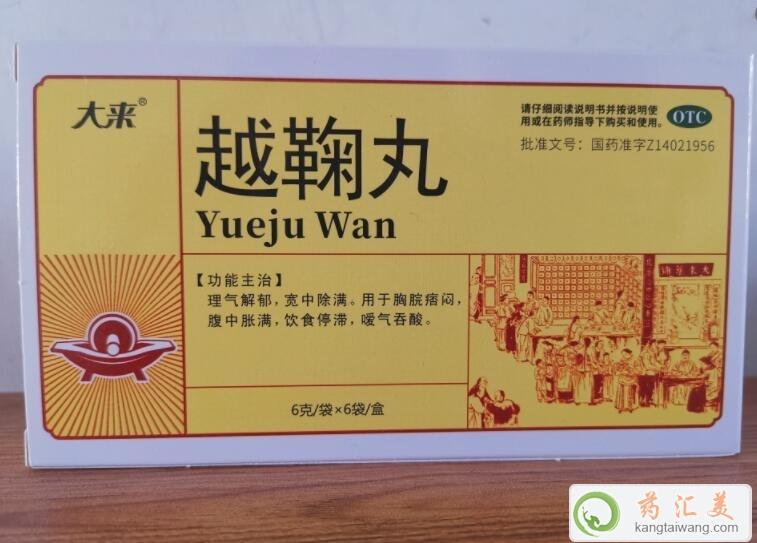 大来®
请仔细阅读说明书并按说明使
用或在药师指导下购买和使用。
OTC
批准文号：国药准字Z14021956
越鞠丸
Yueju Wan
【功能主治】
理气解郁，宽中除满。用于胸脘痞闷，
腹中胀满，饮食停滞，嗳气吞酸。
6克/袋×6袋/盒
药汇美
kangtaiwang.com